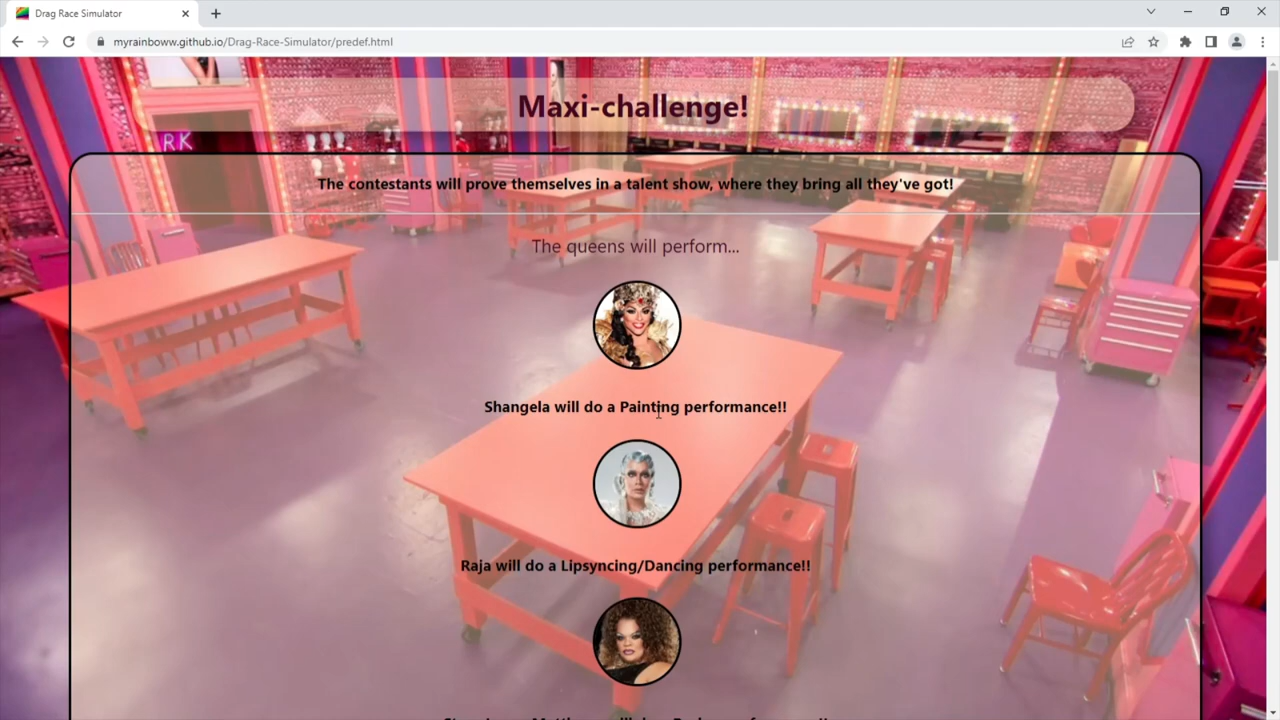 Drag Race Simulator
myrainboww.github.io/Drag-Race-Simulator/predef.html
RK
Maxi-challenge!
The contestants will prove themselves in a talent show, where they bring all they've got!
The queens will perform...
Shangela will do a Painting performance!!
Raja will do a Lipsyncing/Dancing performance!!